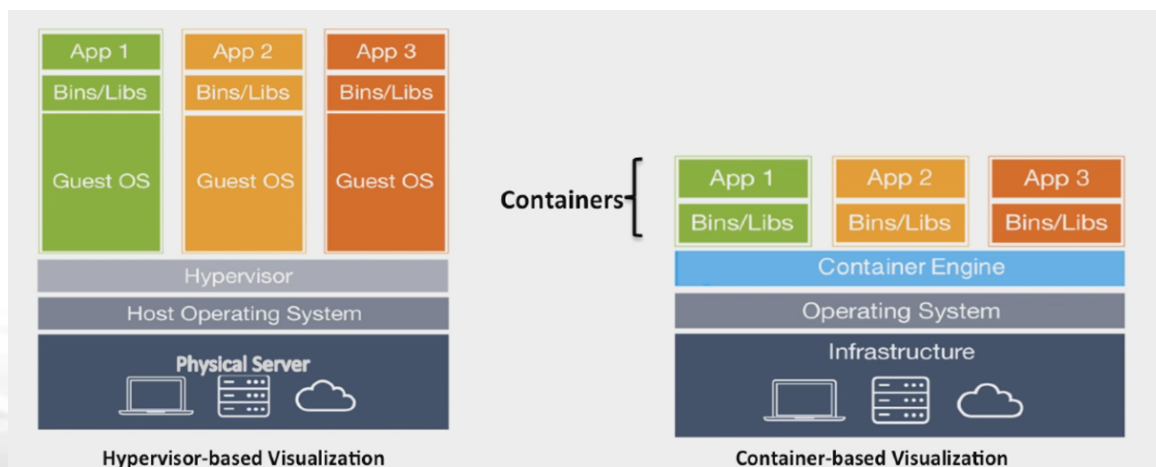 App 1
App 2
App 3
Bins/Libs
Bins/Libs
Bins/Libs
Guest OS
Guest OS
Guest OS
Hypervisor
Host Operating System
Physical Server
Hypervisor-based Visualization
Containers
App 1
App 2
App 3
Bins/Libs
Bins/Libs
Bins/Libs
Container Engine
Operating System
Infrastructure
Container-based Visualization